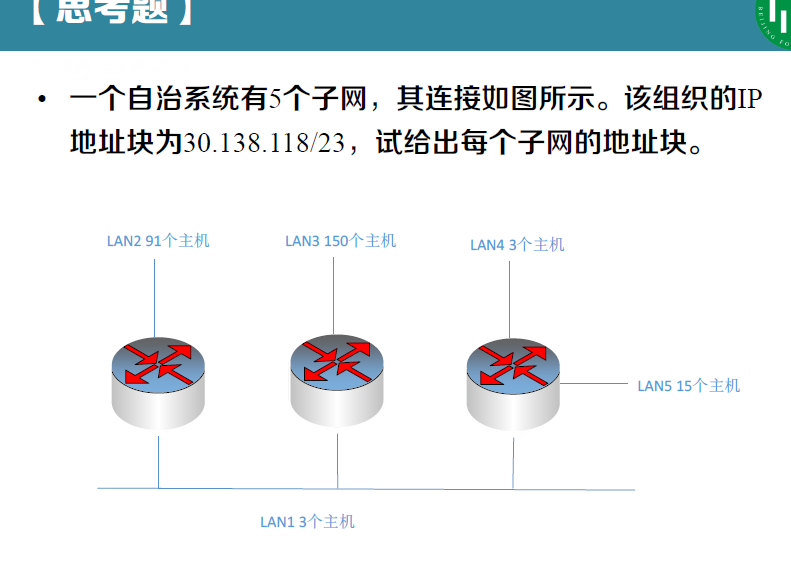 【思考题】
• 一个自治系统有5个子网，其连接如图所示。该组织的IP
地址块为30.138.118/23，试给出每个子网的地址块。
LAN2 91个主机
LAN3 150个主机
LAN4 3个主机
LAN5 15个主机
LAN1 3个主机